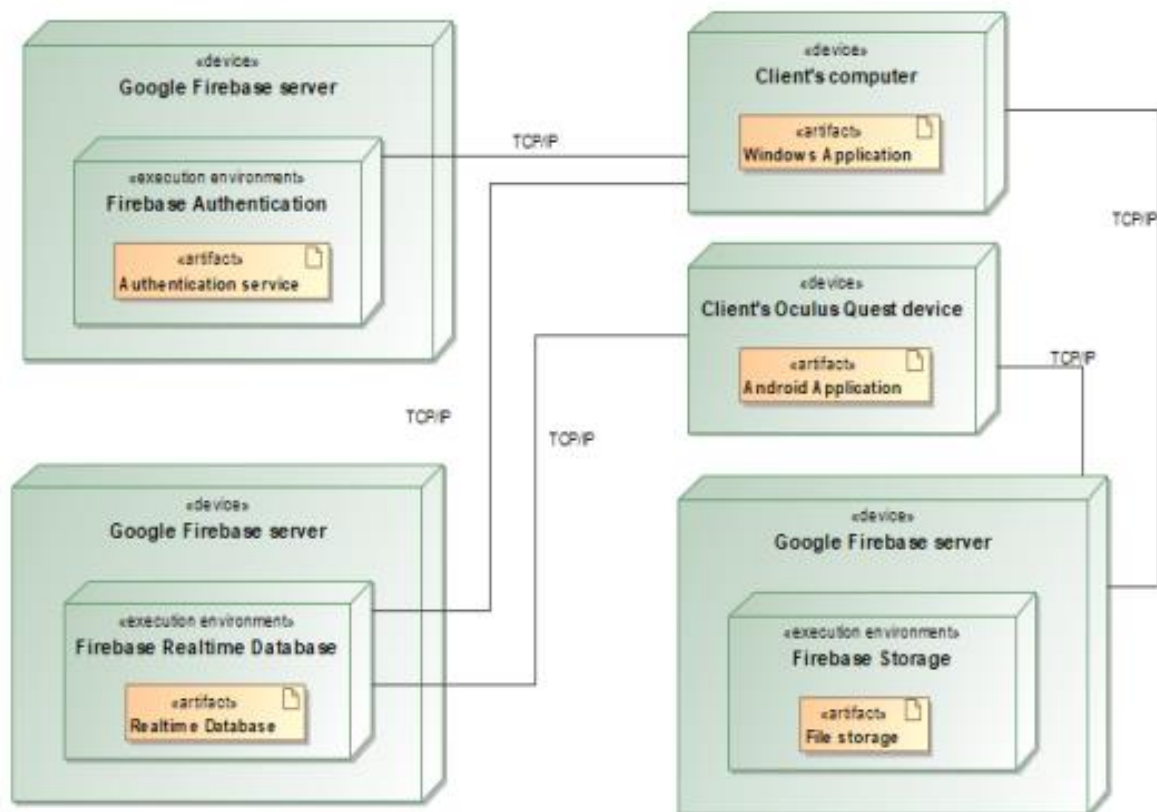 «device»
Google Firebase server
«execution environment»
Firebase Authentication
«artifact»
Authentication service
TCP/IP
«device»
Client's computer
«artifact»
Windows Application
TCP/IP
«device»
Client's Oculus Quest device
«artifact»
Android Application
TCP/IP
TCP/IP
TCP/IP
«device»
Google Firebase server
«execution environment»
Firebase Realtime Database
«artifact»
Realtime Database
«device»
Google Firebase server
«execution environment»
Firebase Storage
«artifact»
File storage